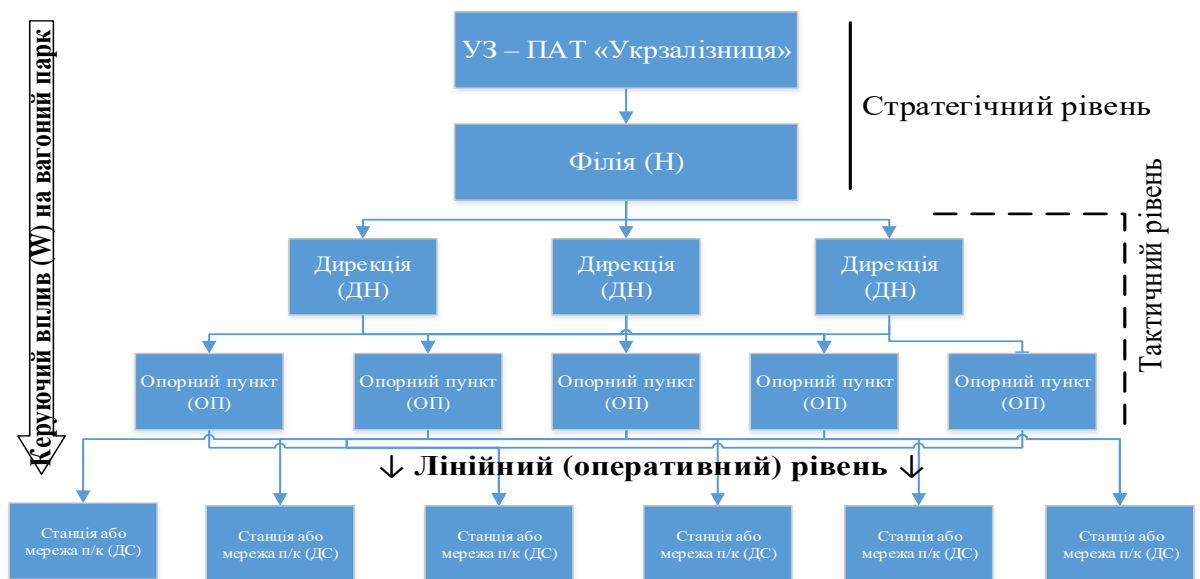 УЗ – ПАТ «Укрзалізниця»
Стратегічний рівень
Філія (Н)
Керуючий вплив (W) на вагоний парк
Тактичний рівень
Дирекція
(ДН)
Дирекція
(ДН)
Дирекція
(ДН)
Опорний пункт
(ОП)
Опорний пункт
(ОП)
Опорний пункт
(ОП)
Опорний пункт
(ОП)
Опорний пункт
(ОП)
↓ Лінійний (оперативний) рівень ↓
Станція або
мережа п/к (ДС)
Станція або
мережа п/к (ДС)
Станція або
мережа п/к (ДС)
Станція або
мережа п/к (ДС)
Станція або
мережа п/к (ДС)
Станція або
мережа п/к (ДС)